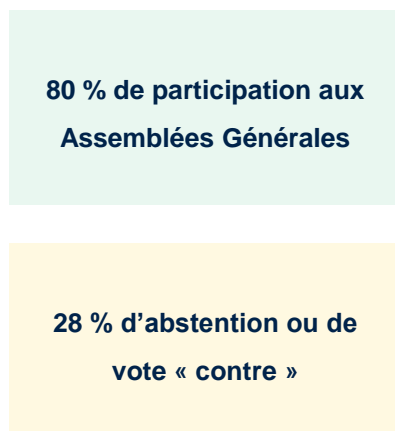 80 % de participation aux
Assemblées Générales
28 % d’abstention ou de
vote « contre »